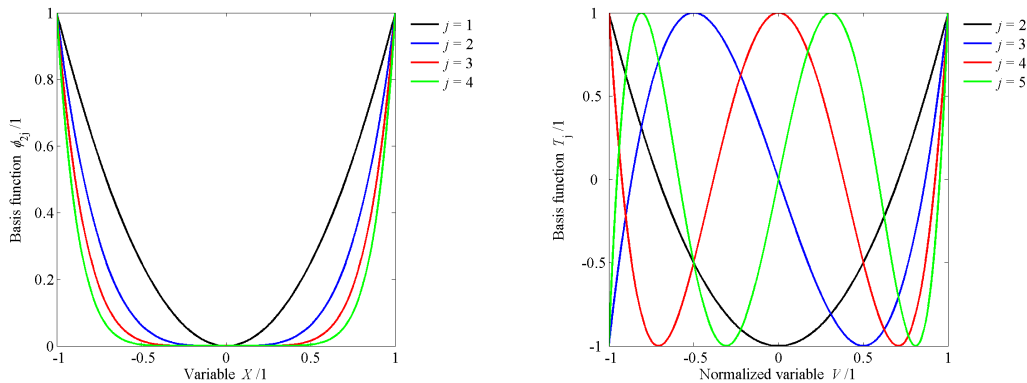 1
0.8
0.6
0.4
0.2
0
-1
-0.5
0
0.5
1
Basis function ϕ2j /1
Variable X /1
j = 1
j = 2
j = 3
j = 4
1
0.5
0
-0.5
-1
-1
-0.5
0
0.5
1
Basis function Tj /1
Normalized variable V /1
j = 2
j = 3
j = 4
j = 5